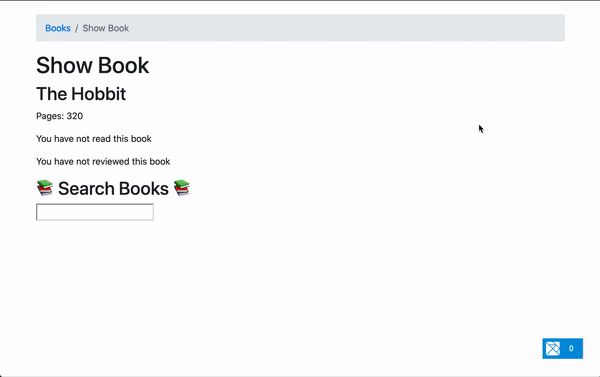 Books / Show Book
Show Book
The Hobbit
Pages: 320
You have not read this book
You have not reviewed this book
📚 Search Books 📚
0